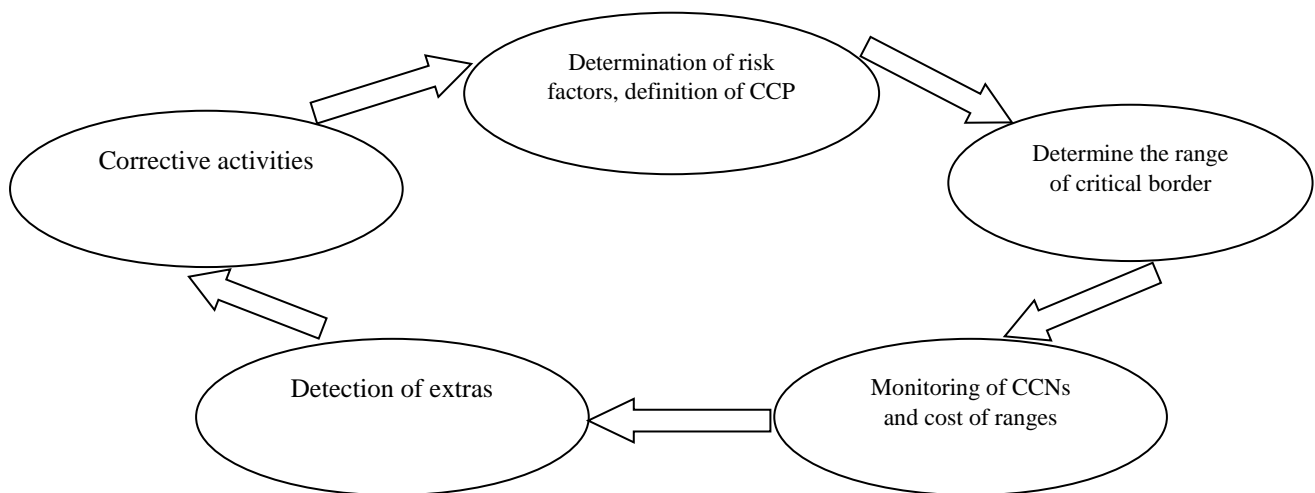 Determination of risk
factors, definition of CCP
Determine the range
of critical border
Monitoring of CCNs
and cost of ranges
Detection of extras
Corrective activities